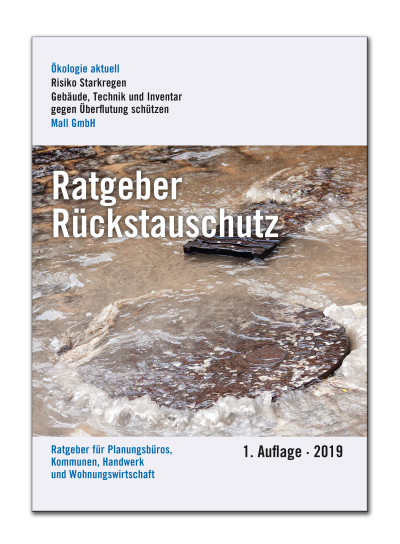 Ökologie aktuell
Risiko Starkregen
Gebäude, Technik und Inventar
gegen Überflutung schützen
Mall GmbH
Ratgeber
Rückstauschutz
Ratgeber für Planungsbüros,
Kommunen, Handwerk
und Wohnungswirtschaft
1. Auflage · 2019